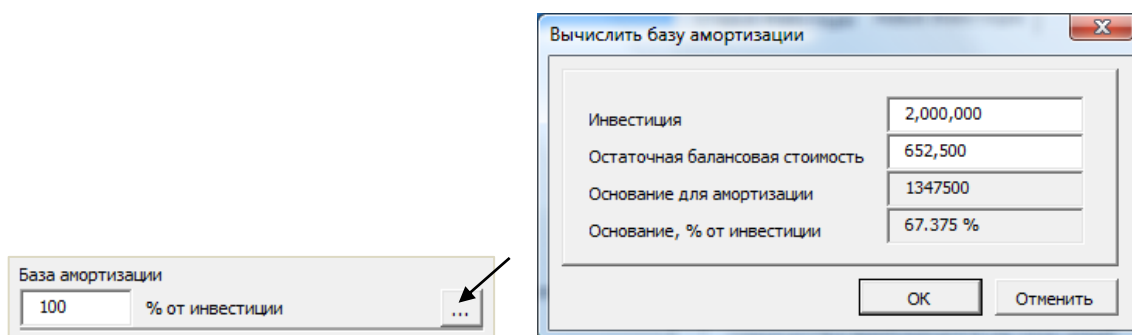 Вычислить базу амортизации
Инвестиция 2,000,000
Остаточная балансовая стоимость 652,500
Основание для амортизации 1347500
Основание, % от инвестиции 67.375 %
OK Отменить
База амортизации
100 % от инвестиции ...